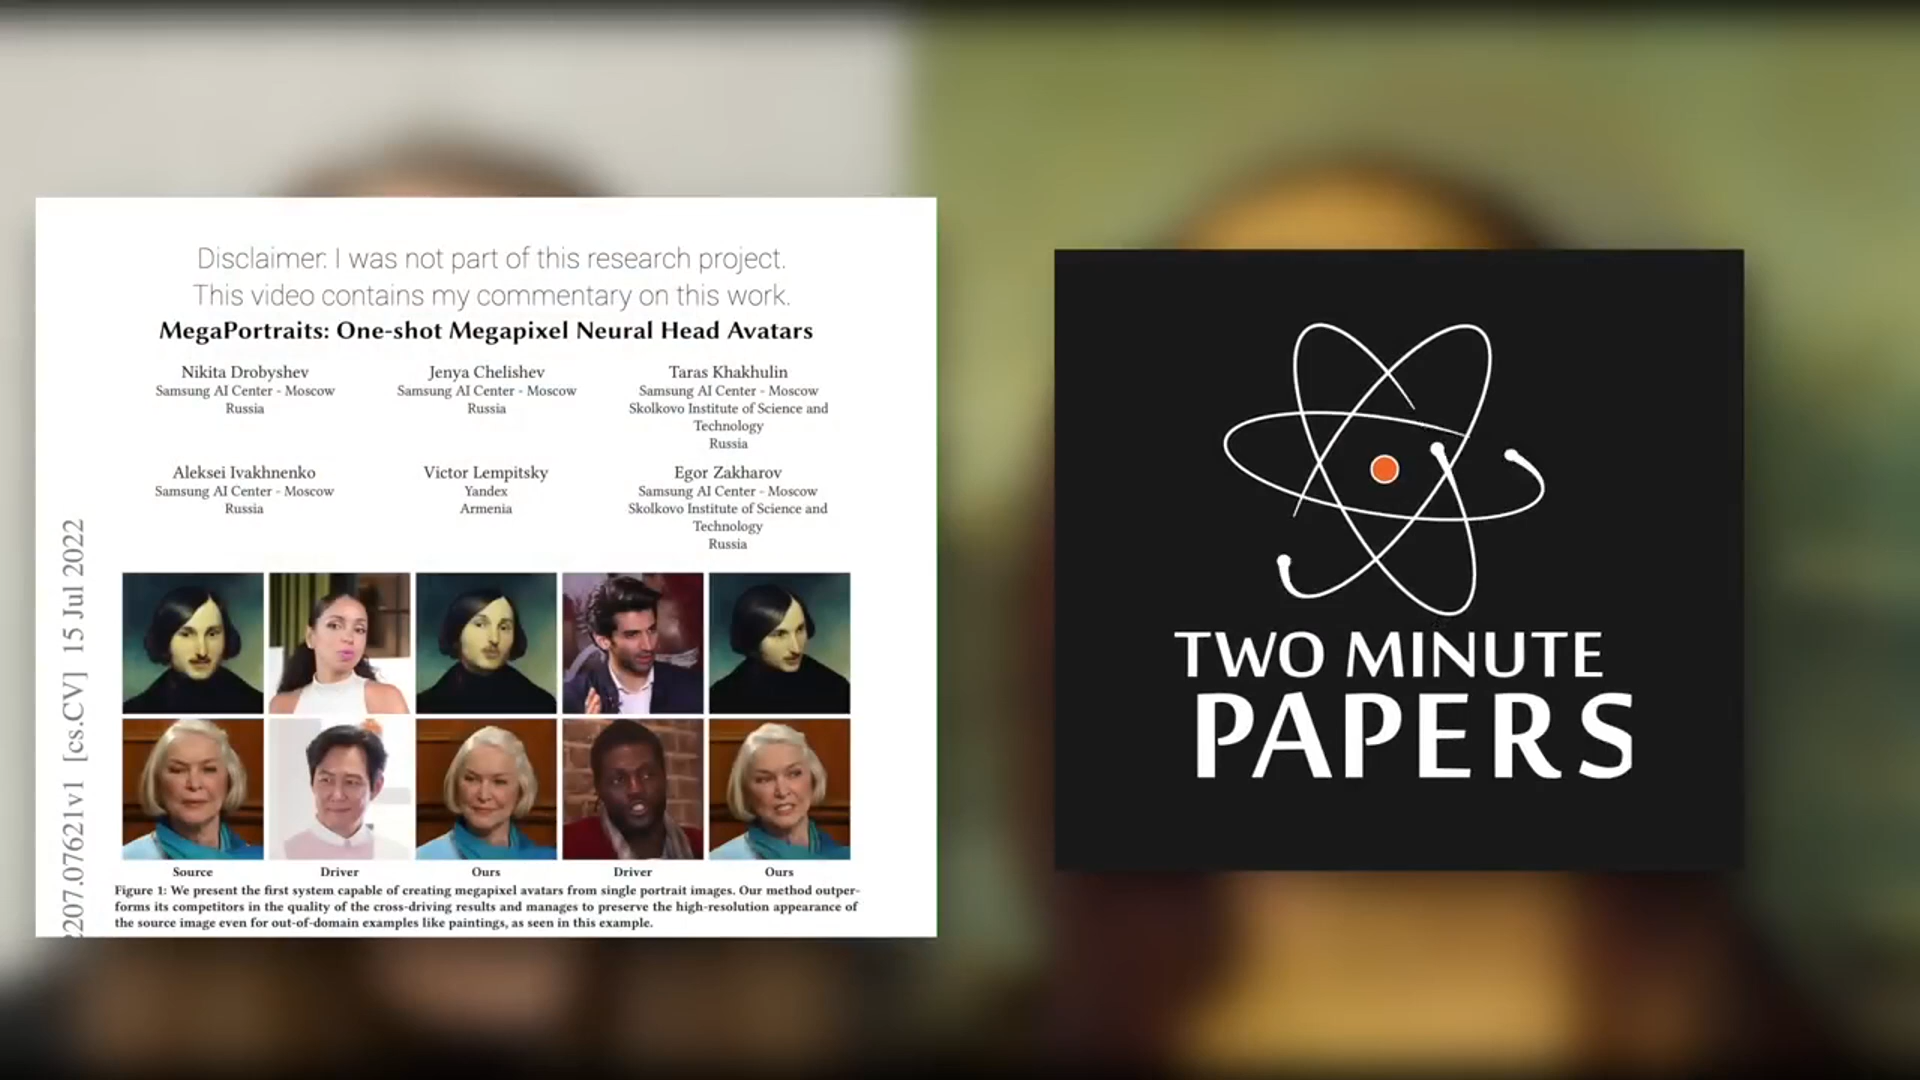 Disclaimer: I was not part of this research project.
This video contains my commentary on this work.
MegaPortraits: One-shot Megapixel Neural Head Avatars
Nikita Drobyshev
Samsung AI Center - Moscow
Russia
Jenya Chelishev
Samsung AI Center - Moscow
Russia
Taras Khakhulin
Samsung AI Center - Moscow
Skolkovo Institute of Science and
Technology
Russia
Aleksei Ivakhnenko
Samsung AI Center - Moscow
Russia
Victor Lempitsky
Yandex
Armenia
Egor Zakharov
Samsung AI Center - Moscow
Skolkovo Institute of Science and
Technology
Russia
2207.07621v1 [cs.CV] 15 Jul 2022
Source Driver Ours Driver Ours
Figure 1: We present the first system capable of creating megapixel avatars from single portrait images. Our method outper-
forms its competitors in the quality of the cross-driving results and manages to preserve the high-resolution appearance of
the source image even for out-of-domain examples like paintings, as seen in this example.
TWO MINUTE
PAPERS